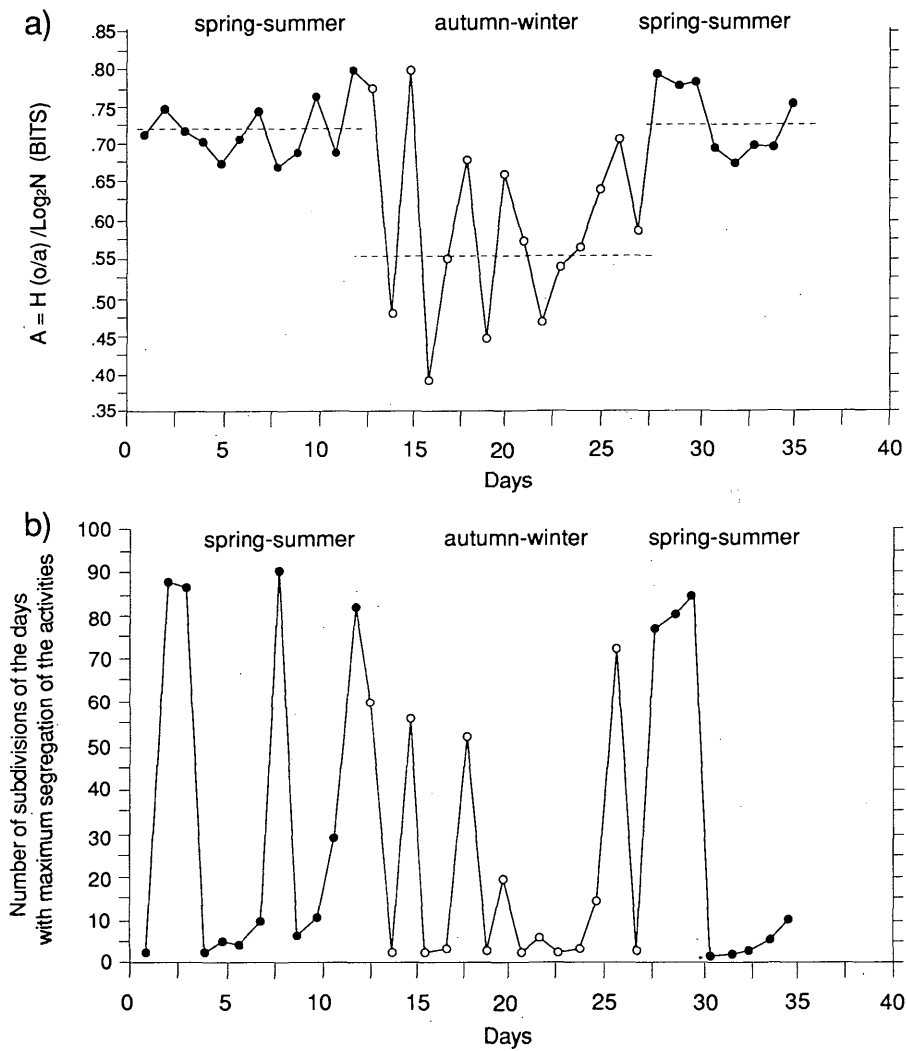 a)
spring-summer autumn-winter spring-summer
A = H (o/a) /Log₂N (BITS)
.85
.80
.75
.70
.65
.60
.55
.50
.45
.40
.35
0 5 10 15 20 25 30 35 40
Days
b)
spring-summer autumn-winter spring-summer
Number of subdivisions of the days
with maximum segregation of the activities
100
90
80
70
60
50
40
30
20
10
0
0 5 10 15 20 25 30 35 40
Days